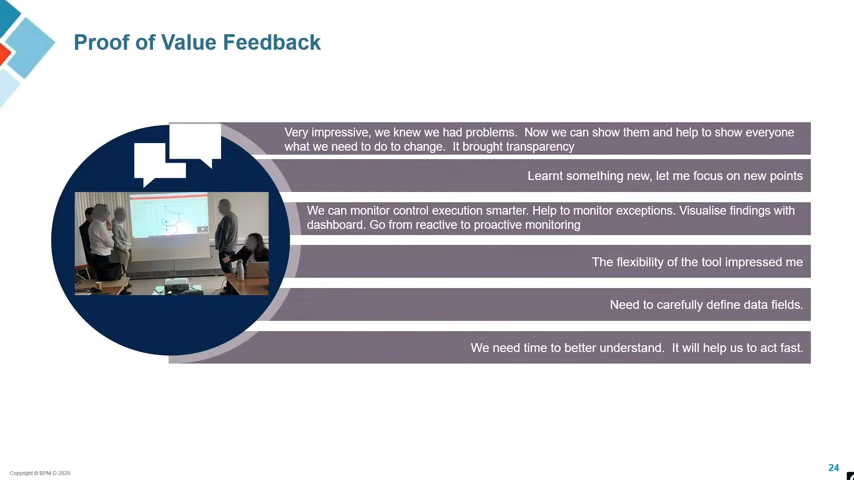 Proof of Value Feedback
Very impressive, we knew we had problems.  Now we can show them and help to show everyone
what we need to do to change.  It brought transparency
Learnt something new, let me focus on new points
We can monitor control execution smarter. Help to monitor exceptions. Visualise findings with
dashboard. Go from reactive to proactive monitoring
The flexibility of the tool impressed me
Need to carefully define data fields.
We need time to better understand.  It will help us to act fast.
Copyright © BPM-D 2020
24